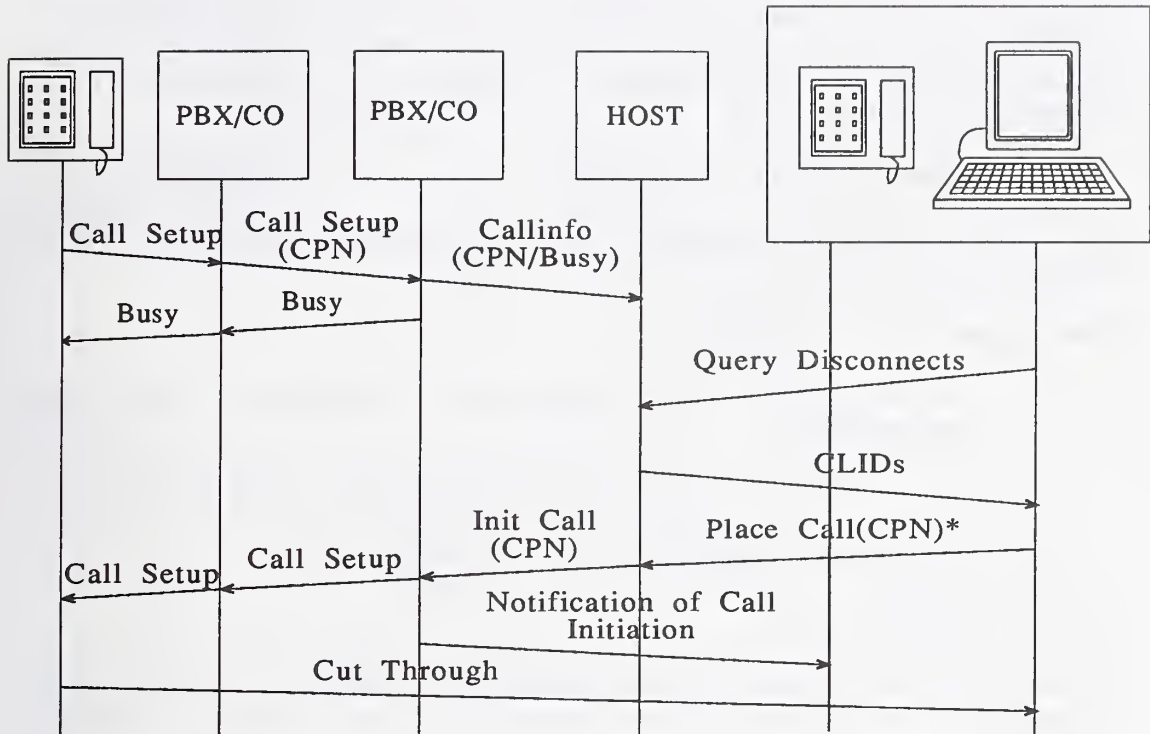 PBX/CO
PBX/CO
HOST
Call Setup
Call Setup
(CPN)
Callinfo
(CPN/Busy)
Busy
Busy
Query Disconnects
CLIDs
Place Call(CPN)*
Init Call
(CPN)
Call Setup
Call Setup
Notification of Call
Initiation
Cut Through